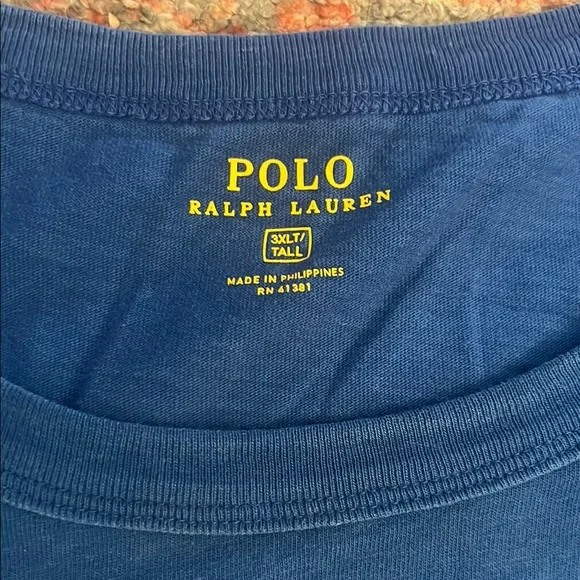 POLO
RALPH LAUREN
3XLT/
TALL
MADE IN PHILIPPINES
RN 41381